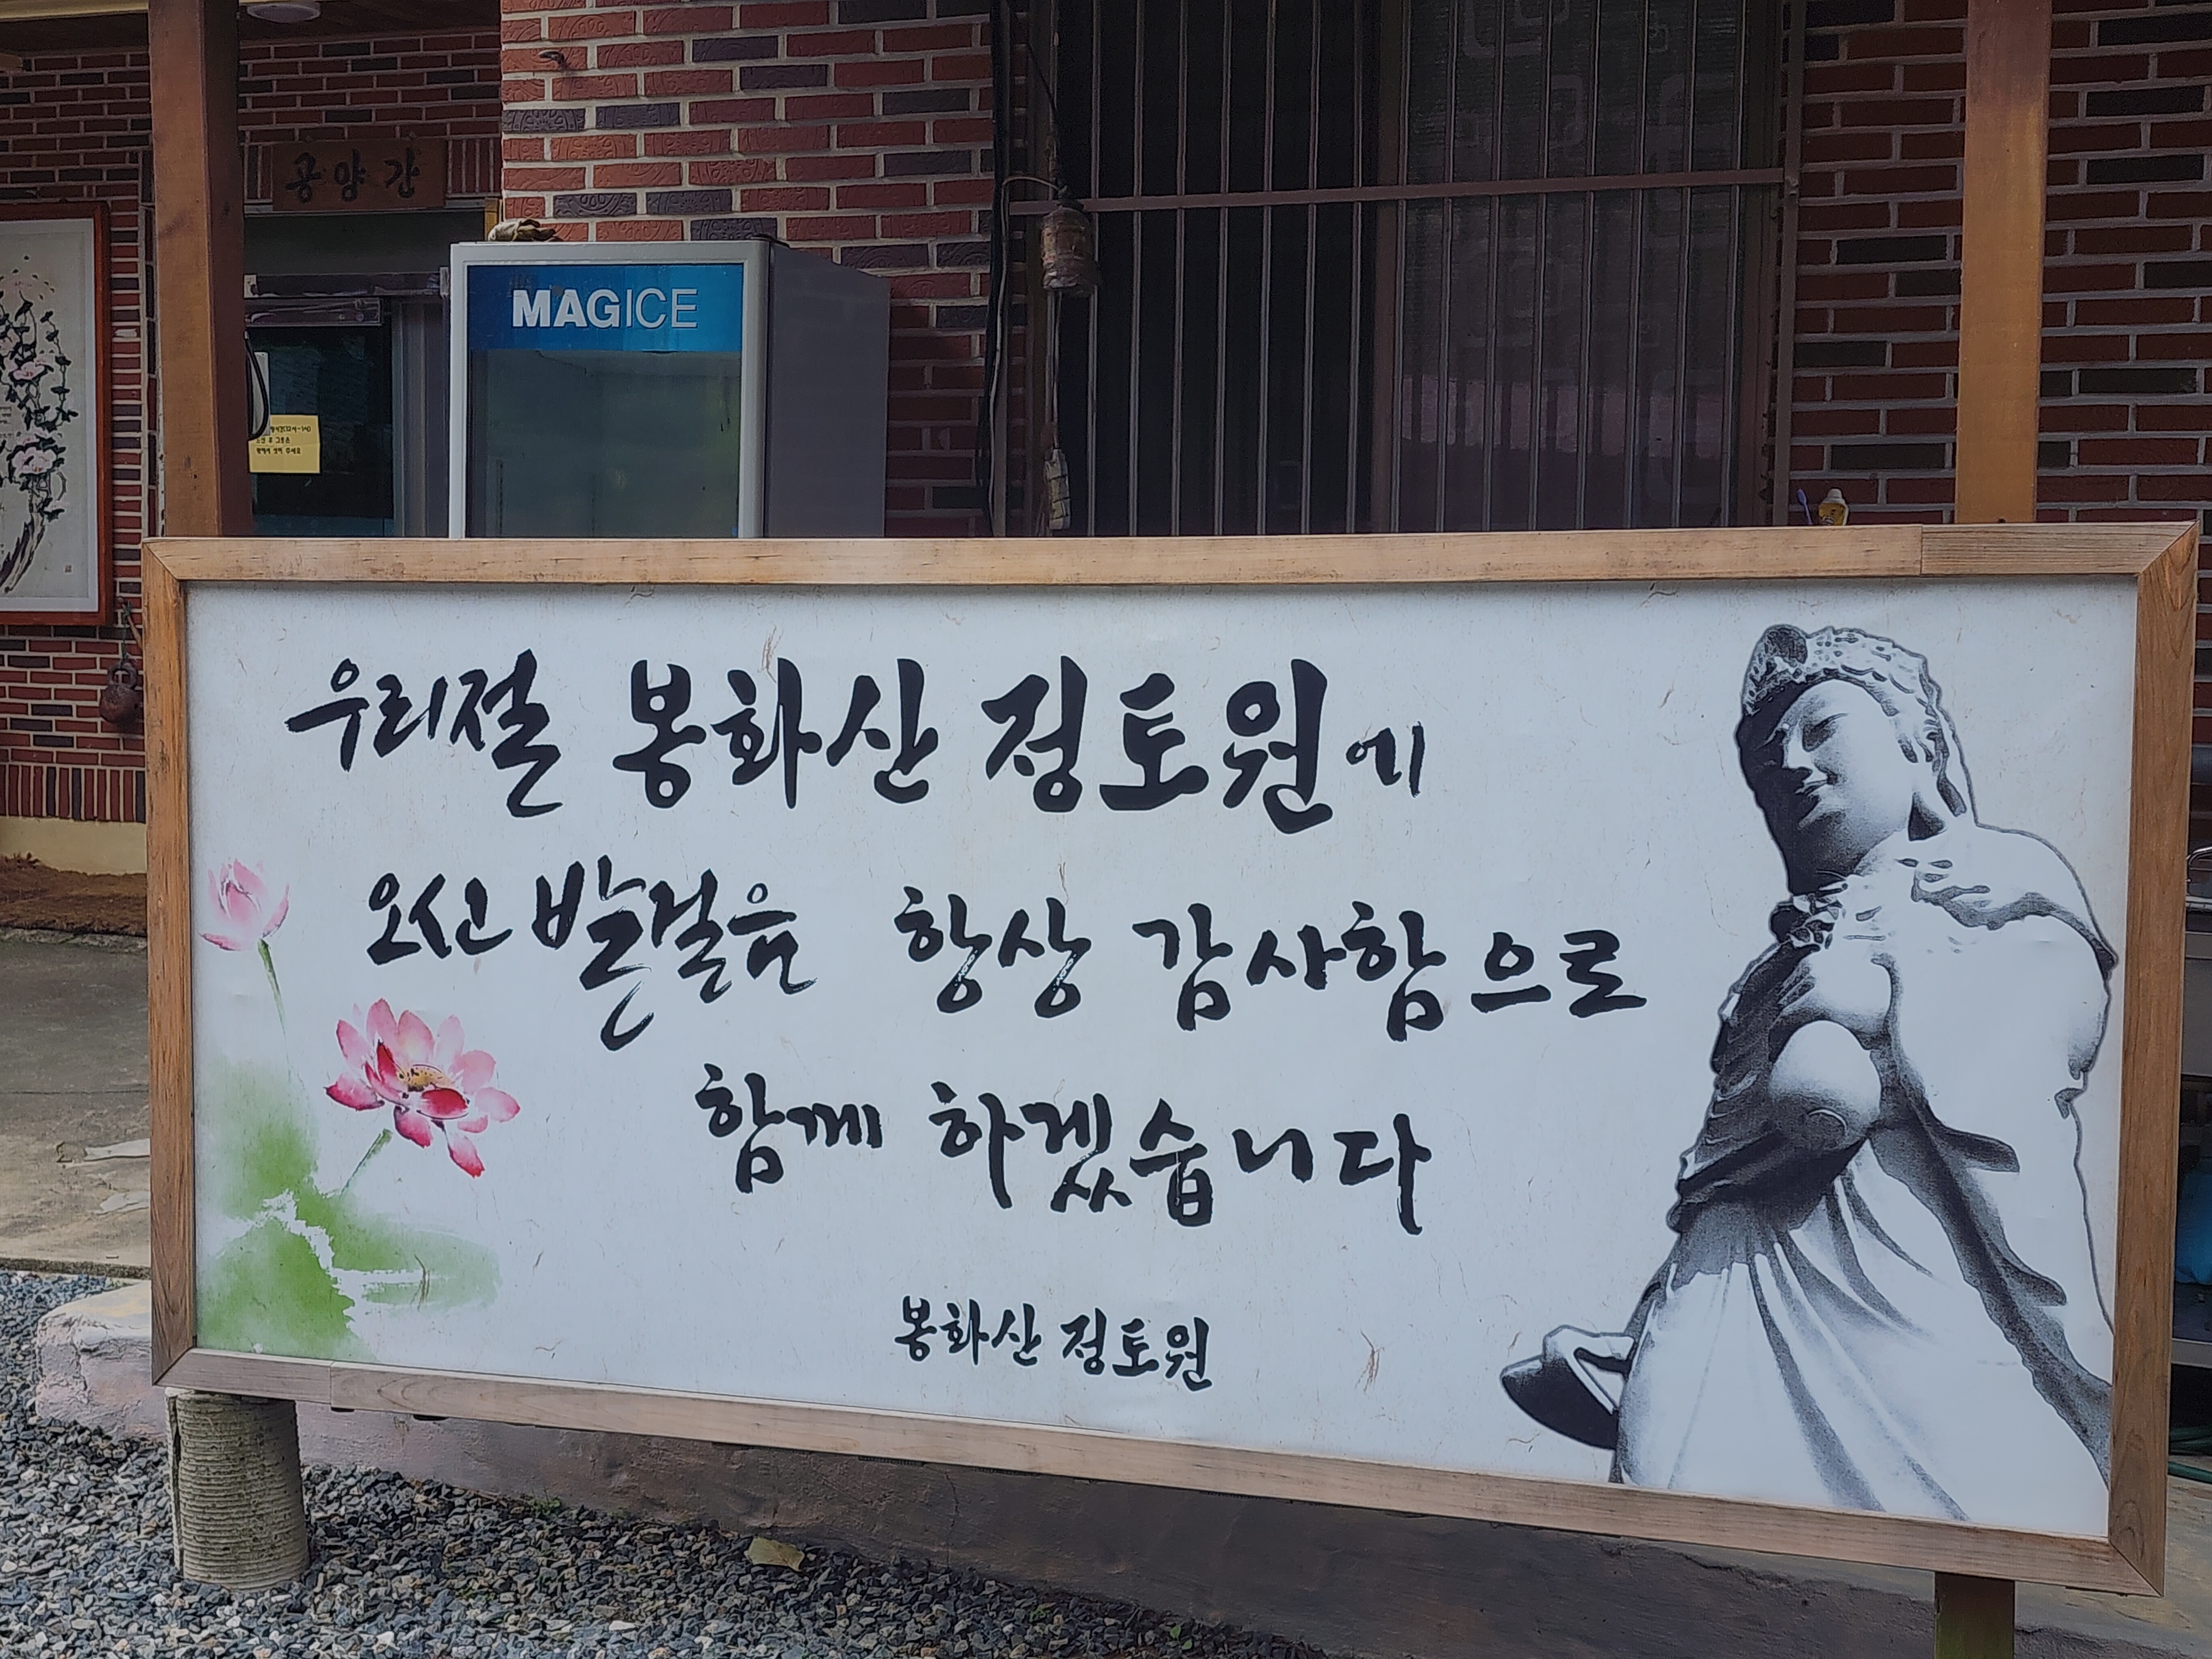 공양간
MAGICE
우리절 봉화산 정토원에
오신 발걸음 항상 감사함으로
함께 하겠습니다
봉화산 정토원